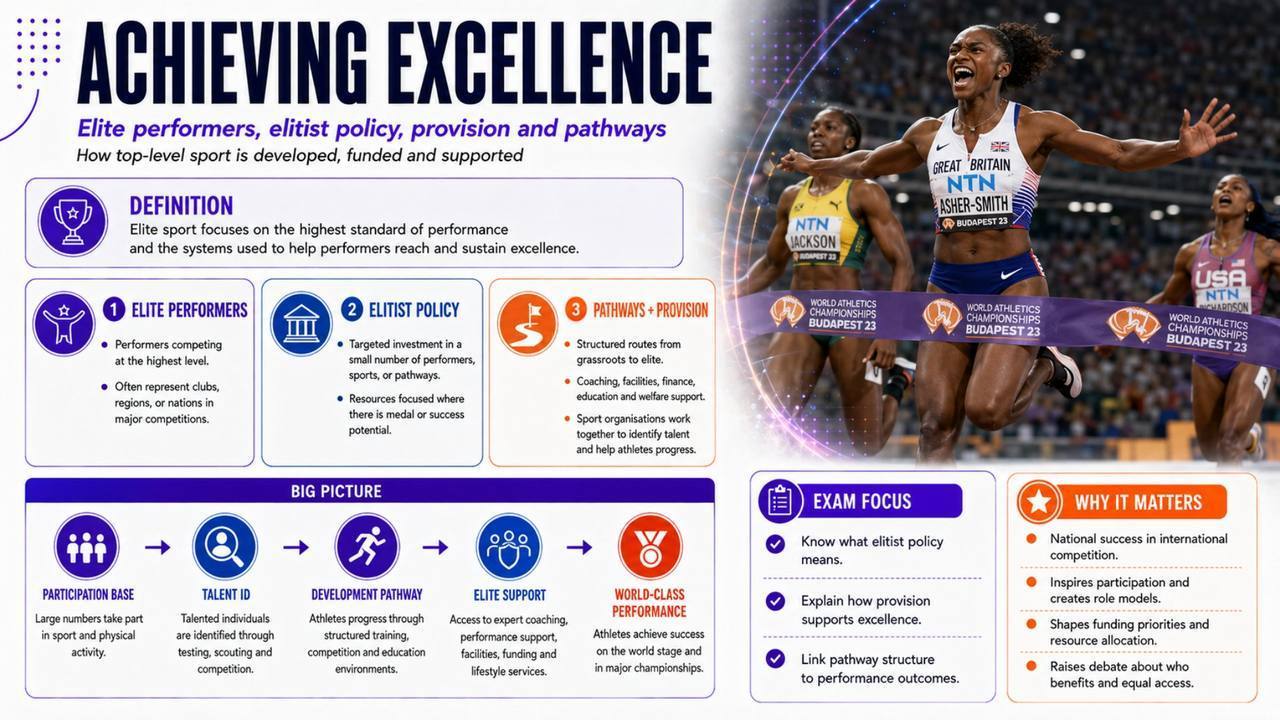 ACHIEVING EXCELLENCE
Elite performers, elitist policy, provision and pathways
How top-level sport is developed, funded and supported
DEFINITION
Elite sport focuses on the highest standard of performance
and the systems used to help performers reach and sustain excellence.
1 ELITE PERFORMERS
Performers competing
at the highest level.
Often represent clubs,
regions, or nations in
major competitions.
2 ELITIST POLICY
Targeted investment in a
small number of performers,
sports, or pathways.
Resources focused where
there is medal or success
potential.
3 PATHWAYS + PROVISION
Structured routes from
grassroots to elite.
Coaching, facilities, finance,
education and welfare support.
Sport organisations work
together to identify talent
and help athletes progress.
BIG PICTURE
PARTICIPATION BASE
Large numbers take part
in sport and physical
activity.
TALENT ID
Talented individuals
are identified through
testing, scouting and
competition.
DEVELOPMENT PATHWAY
Athletes progress through
structured training,
competition and education
environments.
ELITE SUPPORT
Access to expert coaching,
performance support,
facilities, funding and
lifestyle services.
WORLD-CLASS
PERFORMANCE
Athletes achieve success
on the world stage and
in major championships.
NTN
JACKSON
BUDAPEST 23
GREAT BRITAIN
NTN
ASHER-SMITH
BUDAPEST 23
USA
NTN
RICHARDSON
WORLD ATHLETICS
CHAMPIONSHIPS
BUDAPEST 23
WORLD ATHLETICS
CHAMPIONSHIPS
BUDAPEST 23
WORLD ATHLETICS
CHAMPIONSHIPS
BUDAPEST 23
EXAM FOCUS
Know what elitist policy
means.
Explain how provision
supports excellence.
Link pathway structure
to performance outcomes.
WHY IT MATTERS
National success in international
competition.
Inspires participation and
creates role models.
Shapes funding priorities and
resource allocation.
Raises debate about who
benefits and equal access.